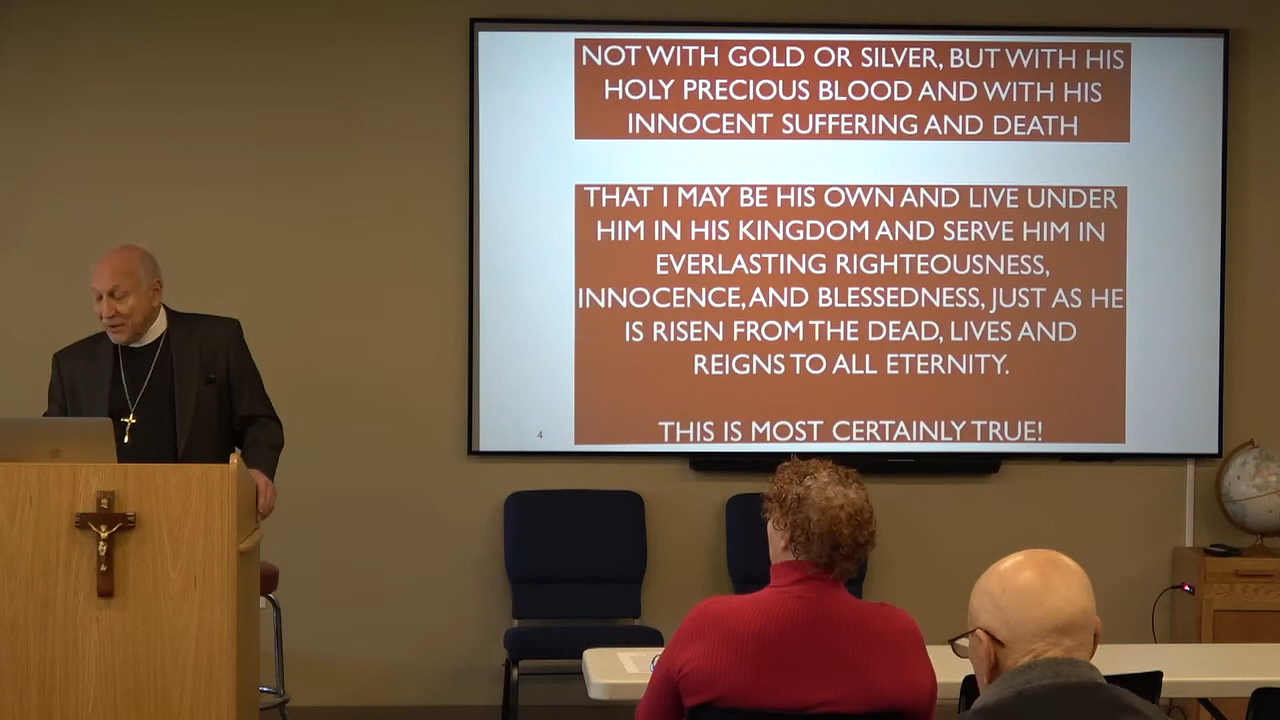 NOT WITH GOLD OR SILVER, BUT WITH HIS
HOLY PRECIOUS BLOOD AND WITH HIS
INNOCENT SUFFERING AND DEATH
THAT I MAY BE HIS OWN AND LIVE UNDER
HIM IN HIS KINGDOM AND SERVE HIM IN
EVERLASTING RIGHTEOUSNESS,
INNOCENCE, AND BLESSEDNESS, JUST AS HE
IS RISEN FROM THE DEAD, LIVES AND
REIGNS TO ALL ETERNITY.
THIS IS MOST CERTAINLY TRUE!
4